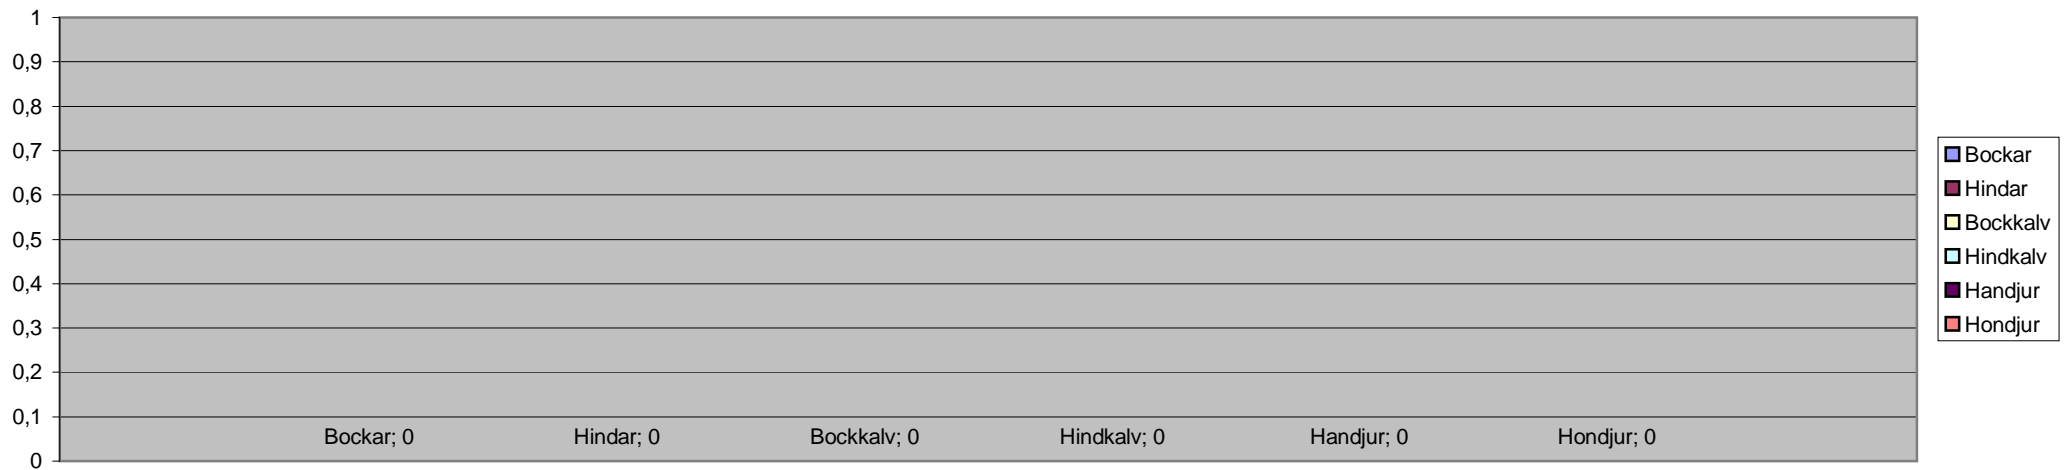 1
0,9
0,8
0,7
0,6
0,5
0,4
0,3
0,2
0,1
0
Bockar; 0
Hindar; 0
Bockkalv; 0
Hindkalv; 0
Handjur; 0
Hondjur; 0
Bockar
Hindar
Bockkalv
Hindkalv
Handjur
Hondjur